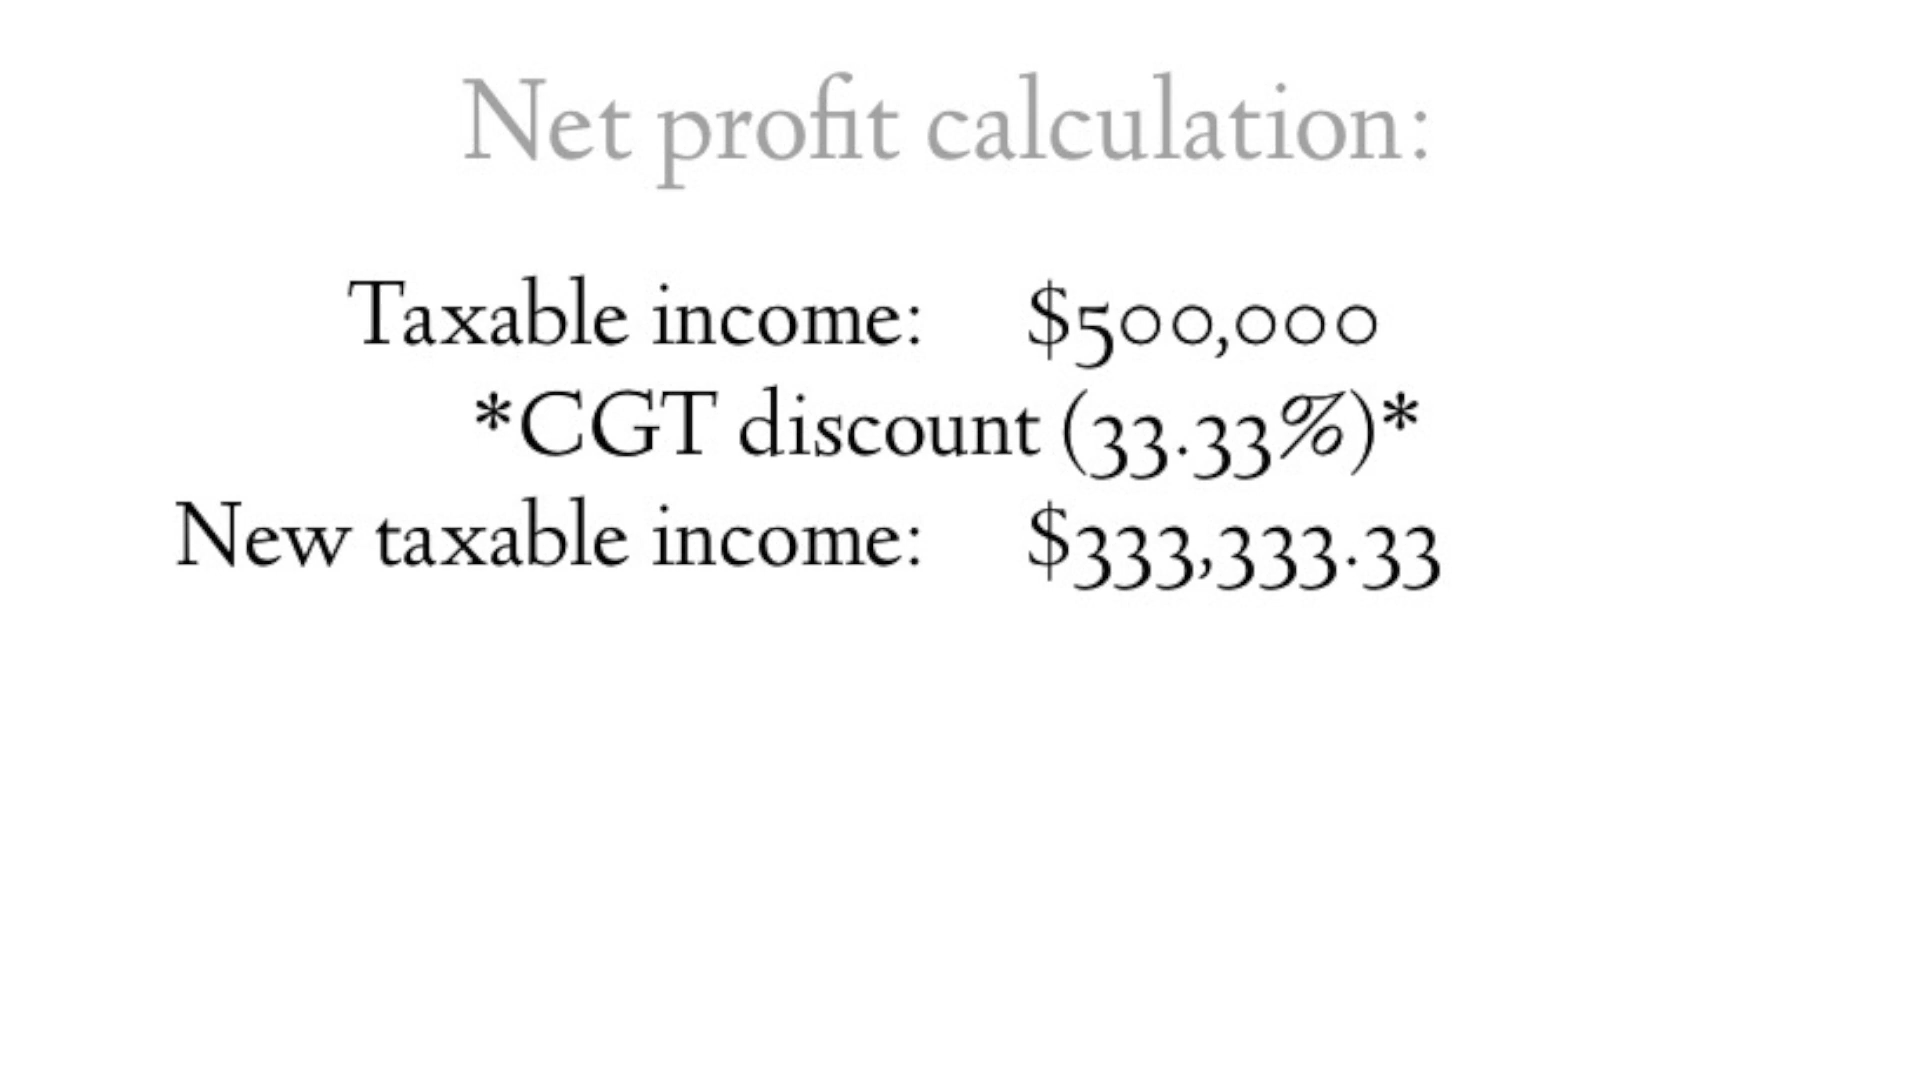 Net profit calculation:
Taxable income: $500,000
*CGT discount (33.33%)*
New taxable income: $333,333.33